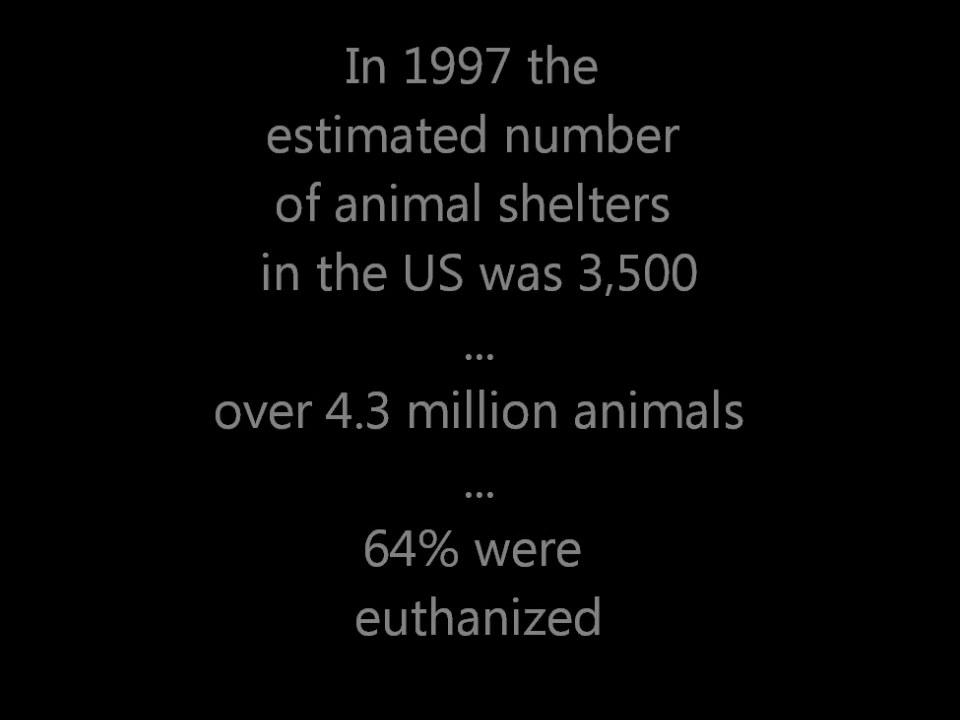 In 1997 the
estimated number
of animal shelters
in the US was 3,500
...
over 4.3 million animals
...
64% were
euthanized